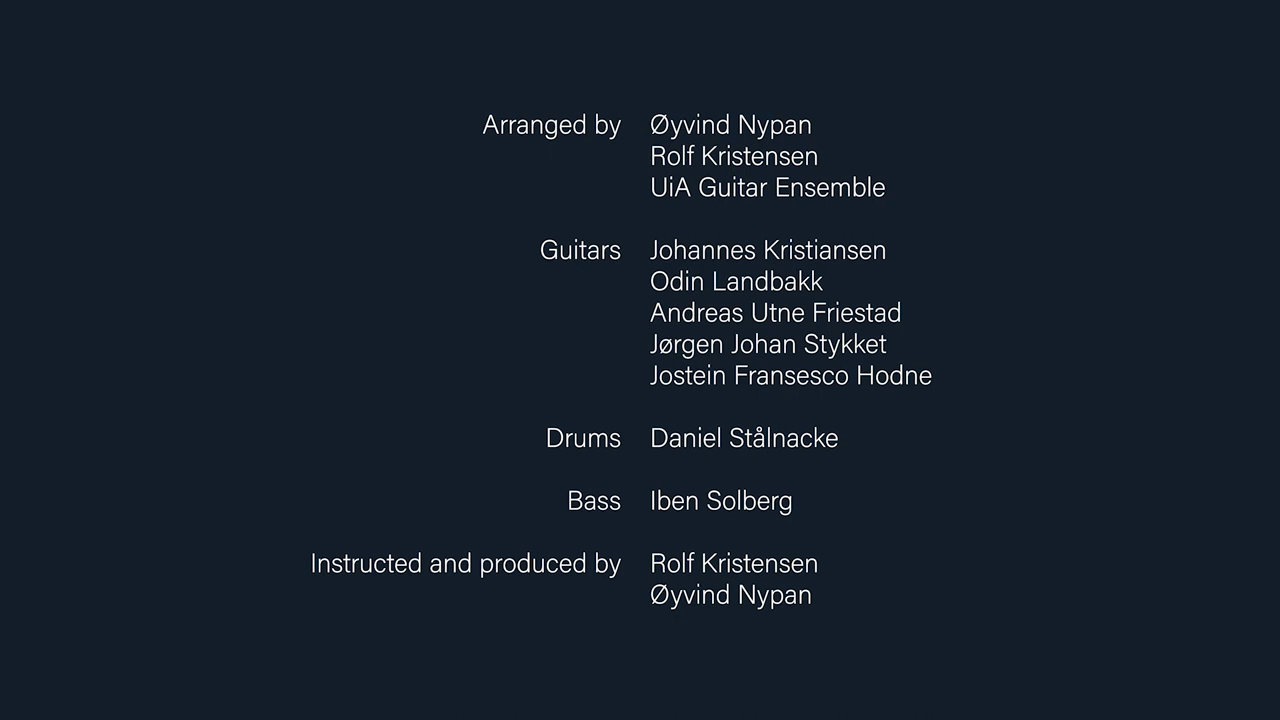 Arranged by Øyvind Nypan
Rolf Kristensen
UiA Guitar Ensemble
Guitars Johannes Kristiansen
Odin Landbakk
Andreas Utne Friestad
Jørgen Johan Stykket
Jostein Fransesco Hodne
Drums Daniel Stålnacke
Bass Iben Solberg
Instructed and produced by Rolf Kristensen
Øyvind Nypan